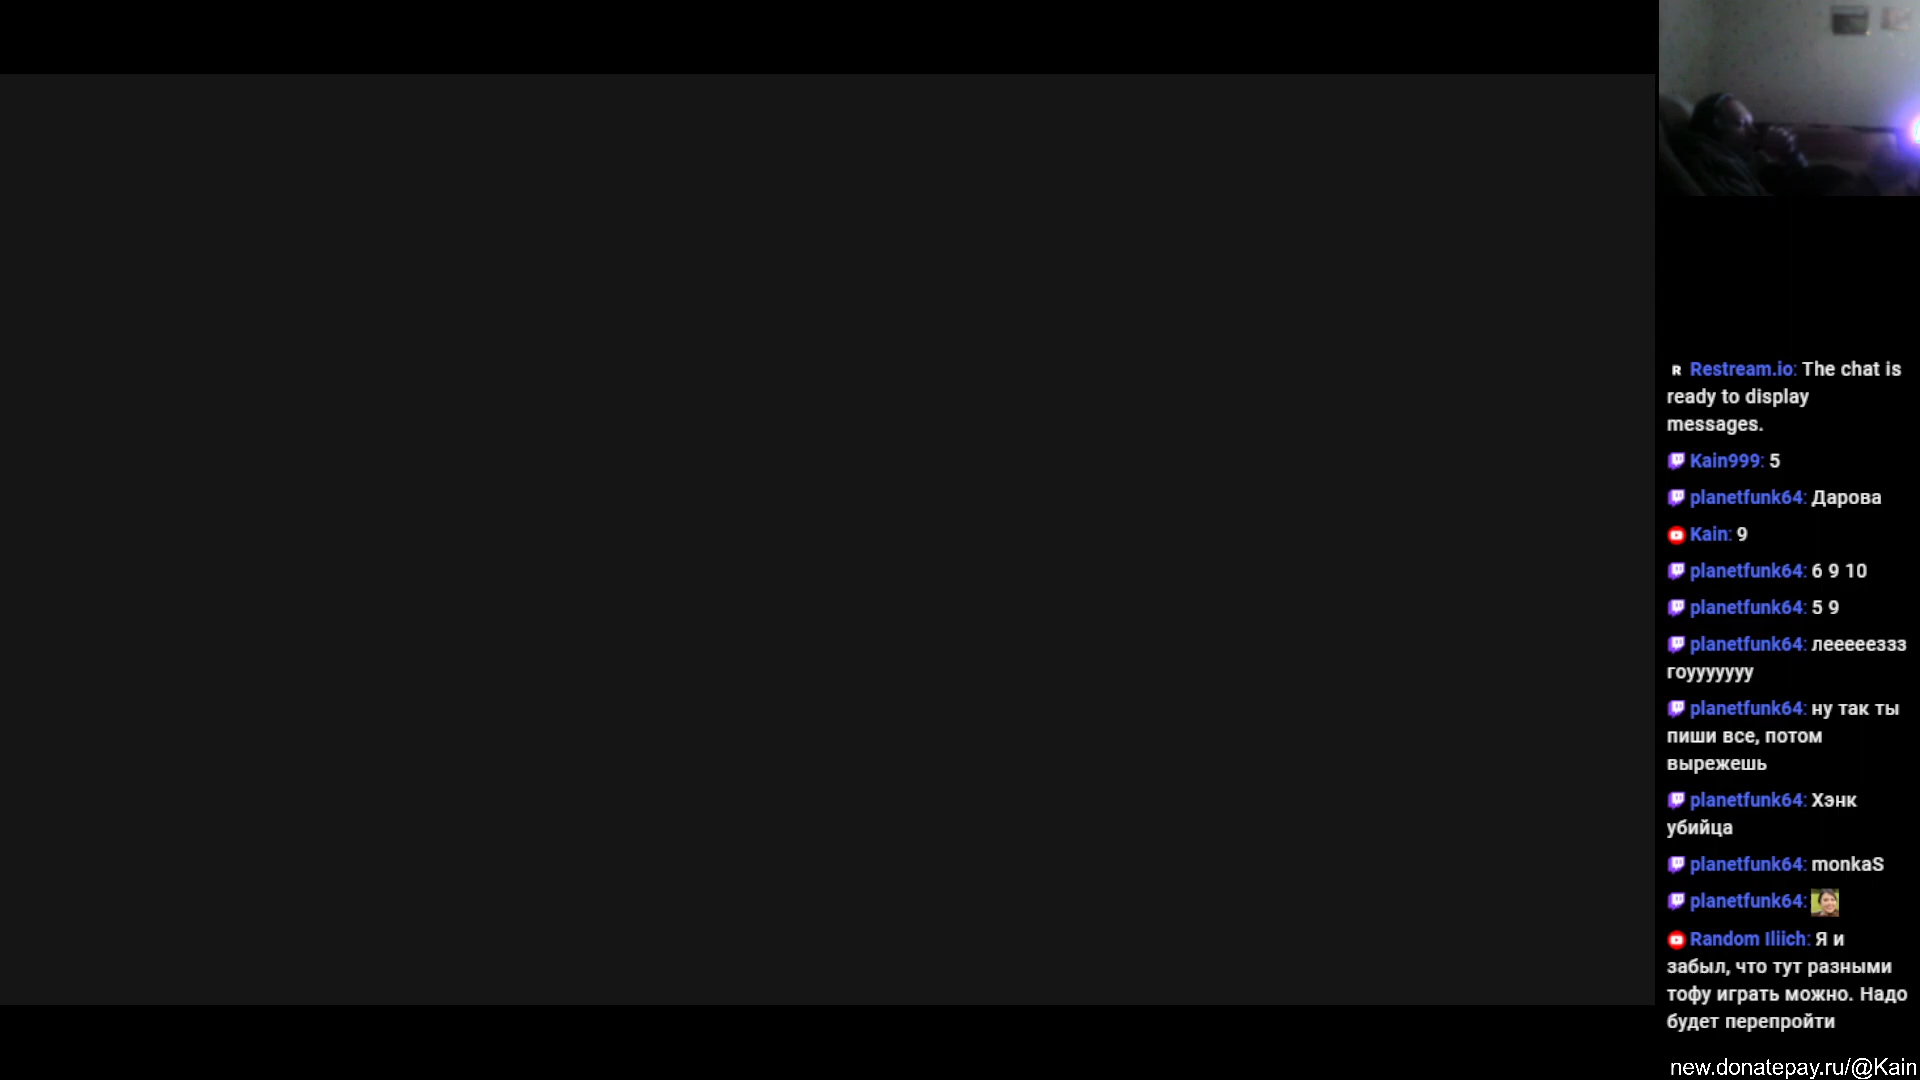 Restream.io: The chat is
ready to display
messages.
Kain999: 5
planetfunk64: Дарова
Kain: 9
planetfunk64: 6 9 10
planetfunk64: 5 9
planetfunk64: лееееезzз
гоууууууу
planetfunk64: ну так ты
пиши все, потом
вырежешь
planetfunk64: Хэнк
убийца
planetfunk64: monkaS
planetfunk64:
Random Iliich: Я и
забыл, что тут разными
тофу играть можно. Надо
будет перепройти
new.donatepay.ru/@Kain